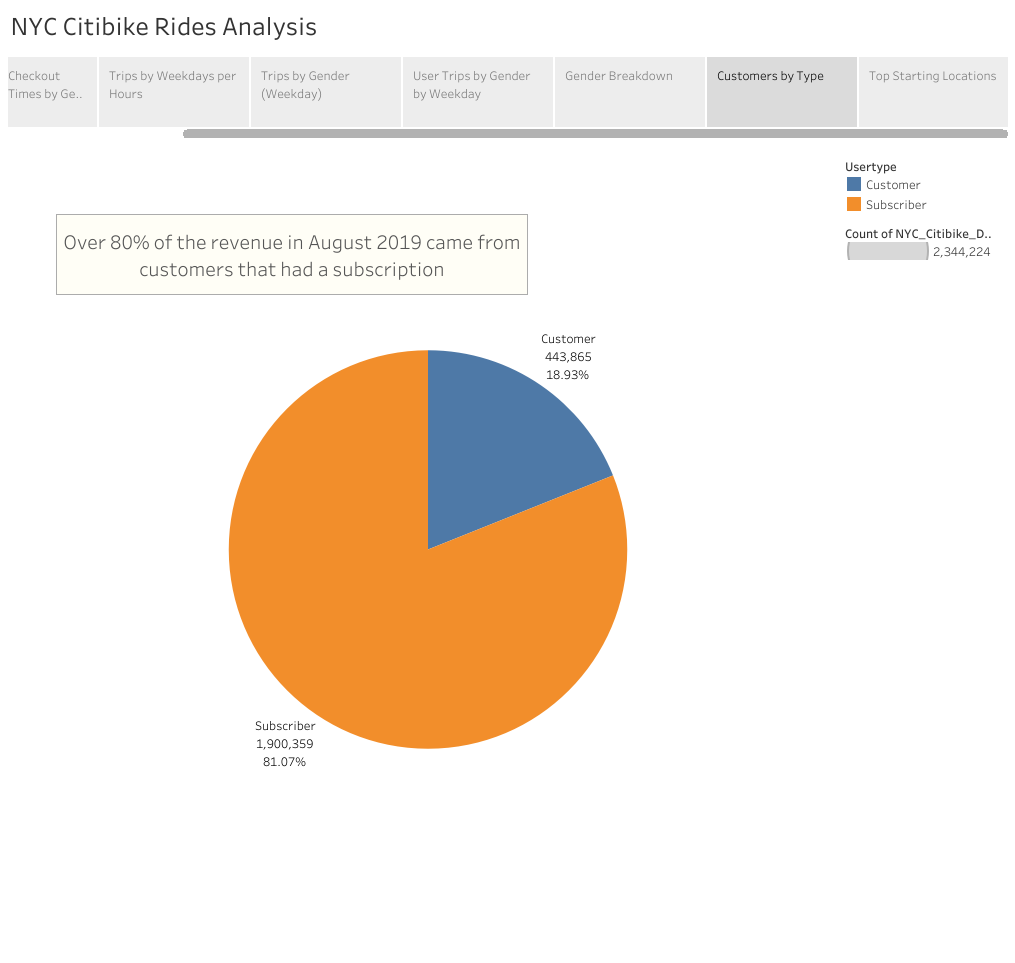 NYC Citibike Rides Analysis
Checkout
Times by Ge..
Trips by Weekdays per
Hours
Trips by Gender
(Weekday)
User Trips by Gender
by Weekday
Gender Breakdown
Customers by Type
Top Starting Locations
Usertype
Customer
Subscriber
Count of NYC_Citibike_D..
2,344,224
Over 80% of the revenue in August 2019 came from
customers that had a subscription
Customer
443,865
18.93%
Subscriber
1,900,359
81.07%